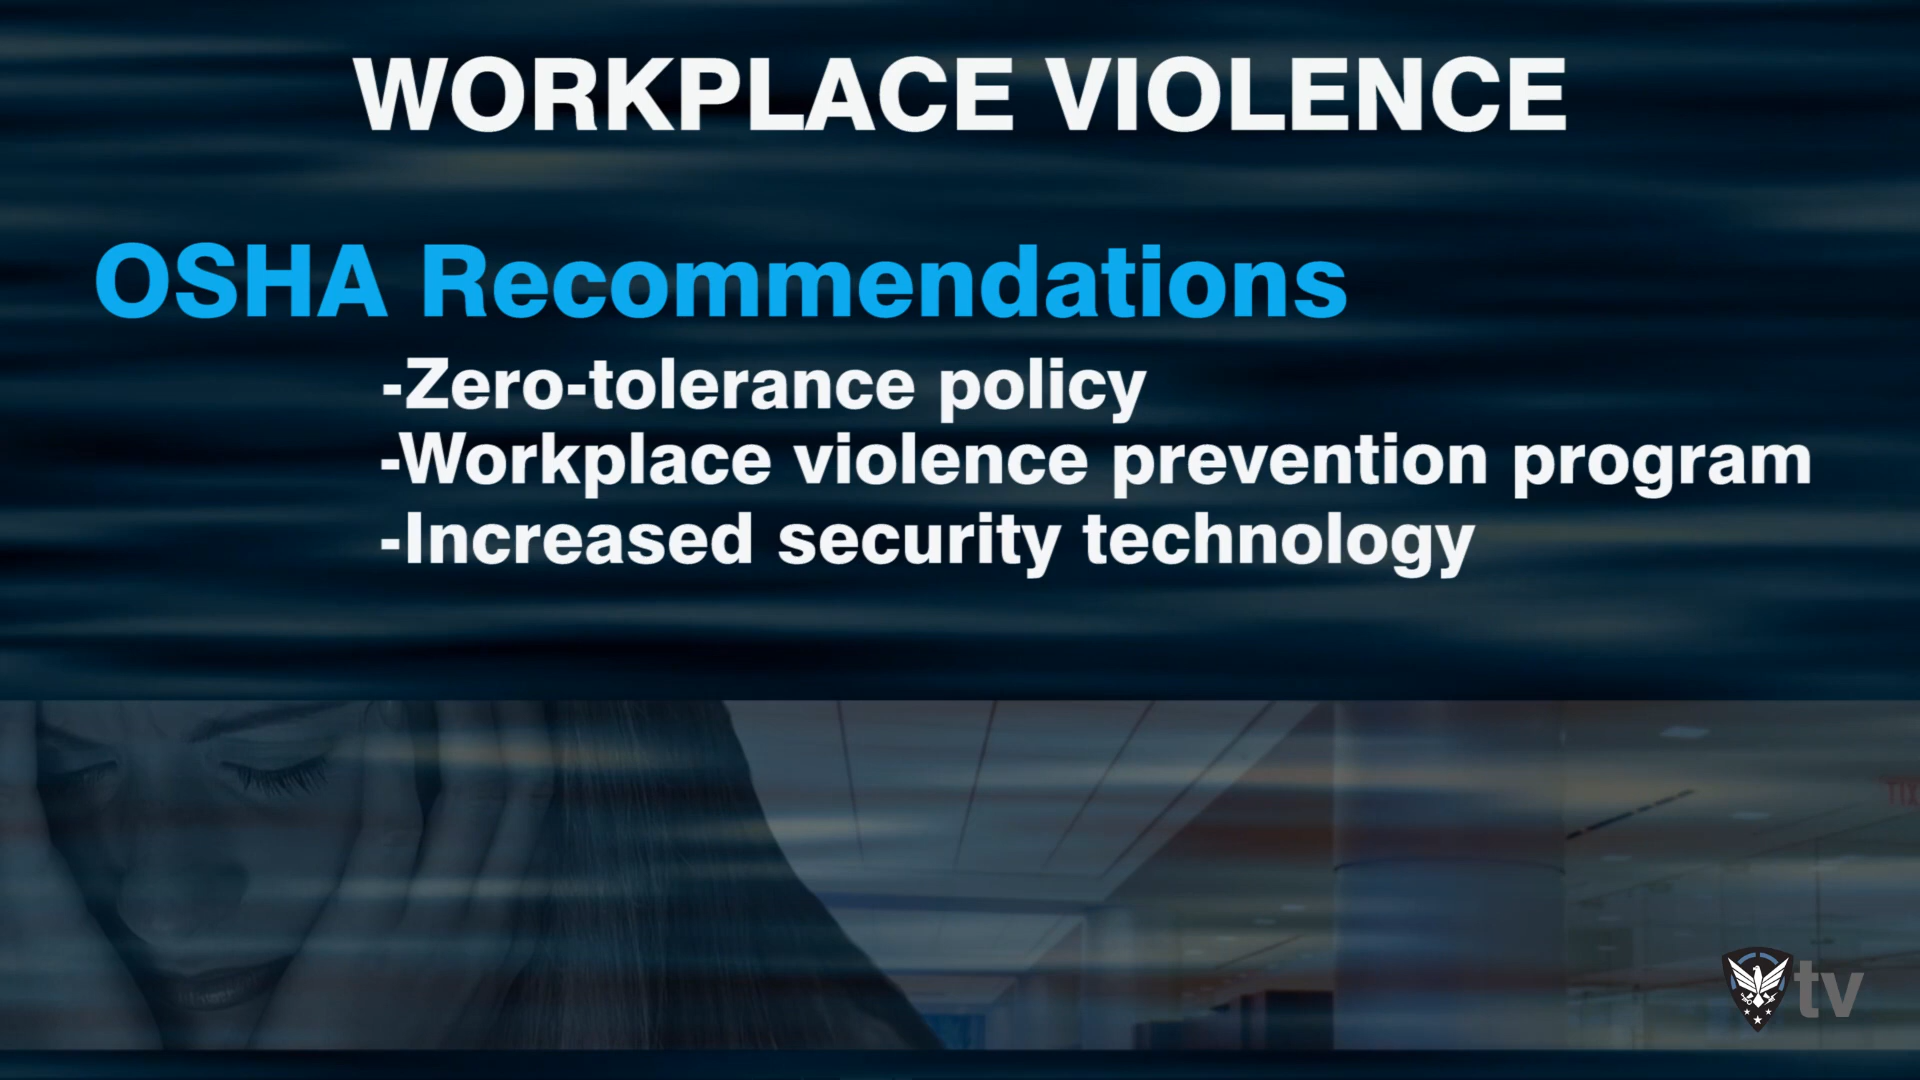 WORKPLACE VIOLENCE
OSHA Recommendations
-Zero-tolerance policy
-Workplace violence prevention program
-Increased security technology
tv